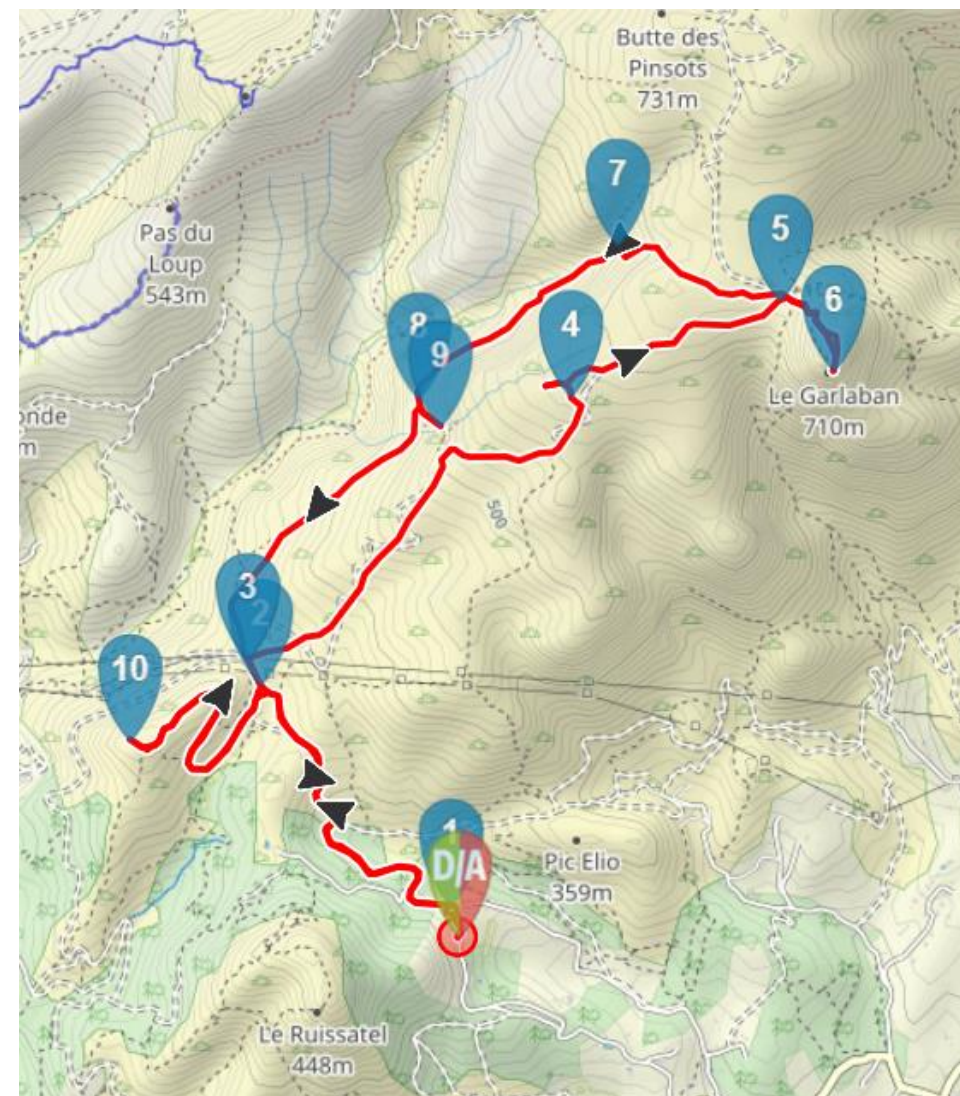 Butte des
Pinsots
731m
7
Pas du
Loup
543m
5
6
8
9
4
Le Garlaban
710m
onde
m
500
3
2
10
1
D/A
Pic Elio
359m
Le Ruissatel
448m